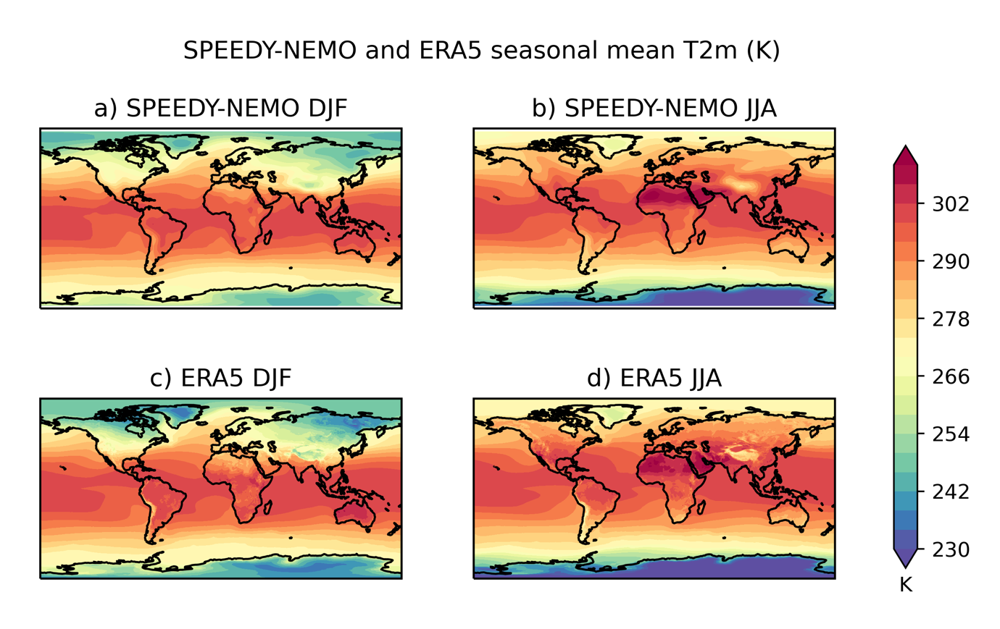 SPEEDY-NEMO and ERA5 seasonal mean T2m (K)
a) SPEEDY-NEMO DJF
b) SPEEDY-NEMO JJA
c) ERA5 DJF
d) ERA5 JJA
302
290
278
266
254
242
230
K